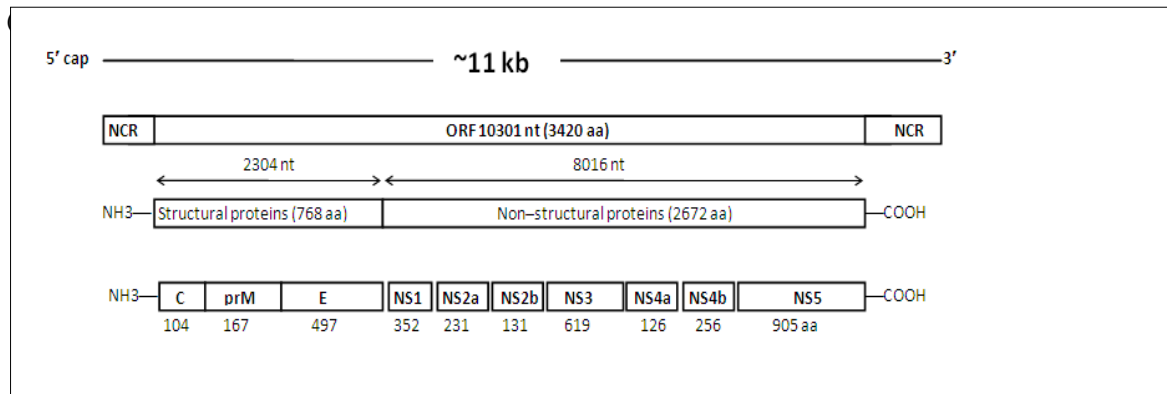 5′ cap ~11 kb 3′
NCR ORF 10301 nt (3420 aa) NCR
2304 nt 8016 nt
NH3 Structural proteins (768 aa) Non–structural proteins (2672 aa) COOH
NH3 C prM E NS1 NS2a NS2b NS3 NS4a NS4b NS5 COOH
104 167 497 352 231 131 619 126 256 905 aa